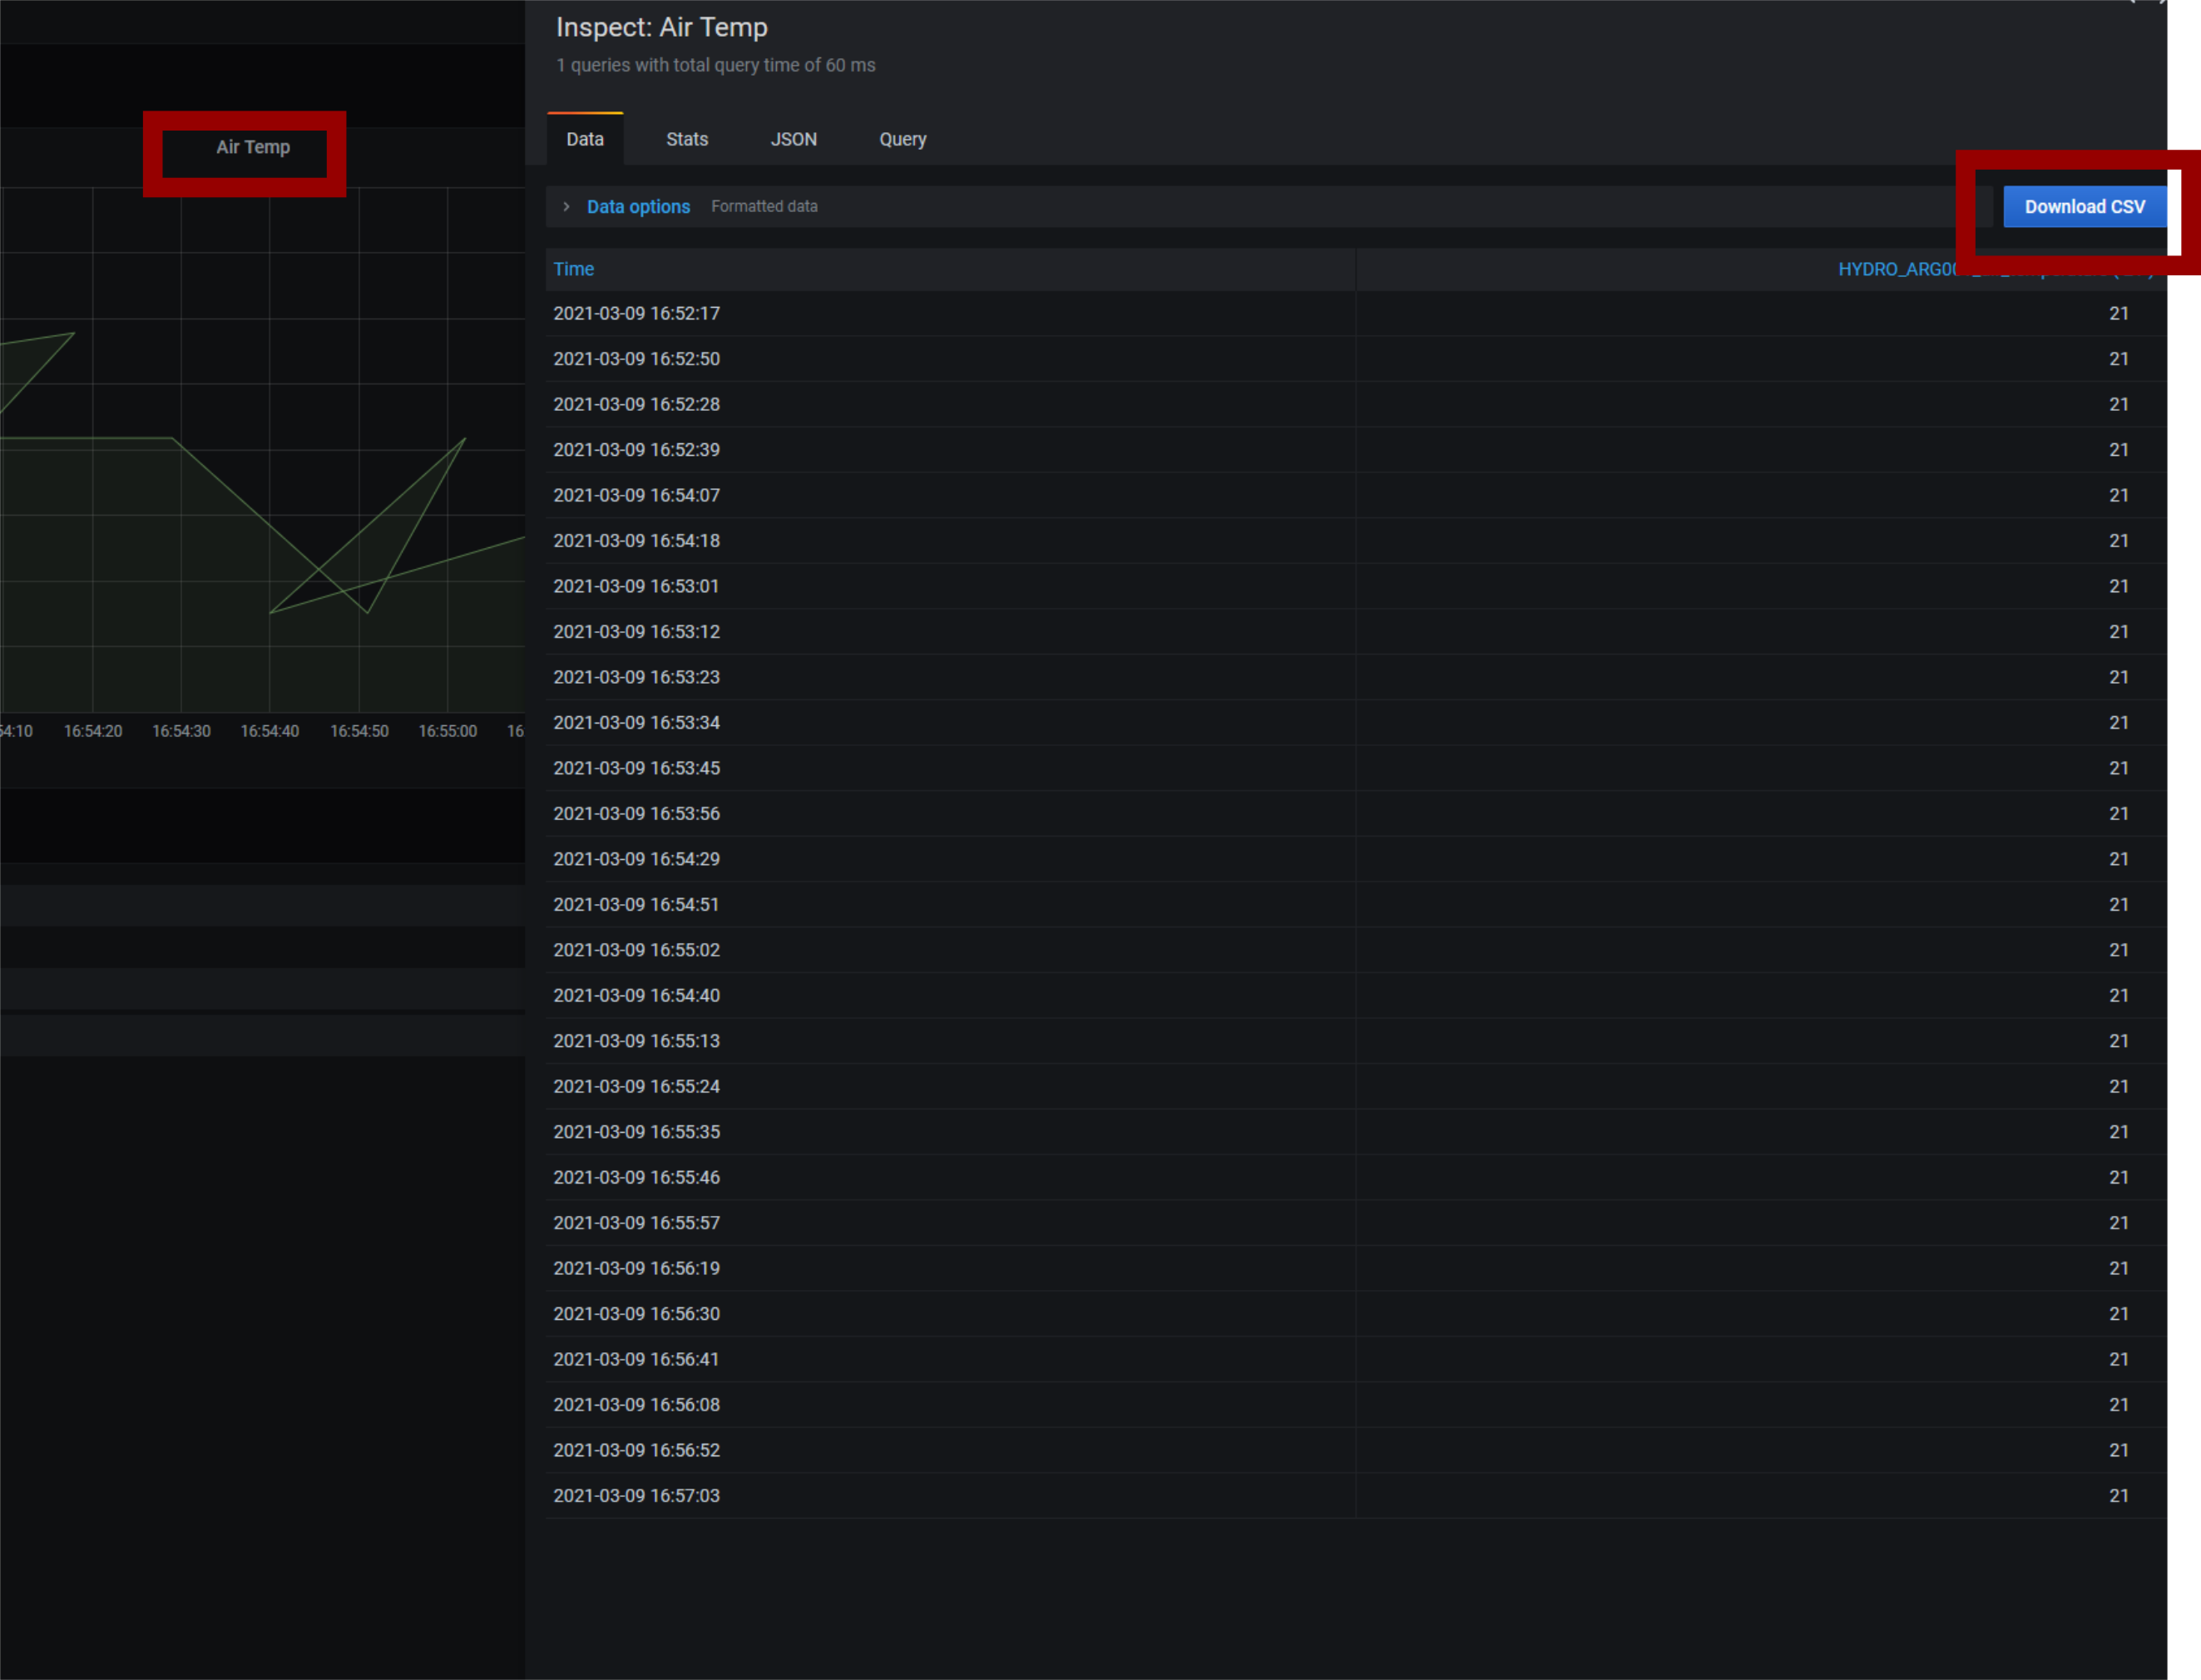 Air Temp
54:10 16:54:20 16:54:30 16:54:40 16:54:50 16:55:00 16
Inspect: Air Temp
1 queries with total query time of 60 ms
Data Stats JSON Query
Data options Formatted data
Download CSV
Time
2021-03-09 16:52:17 21
2021-03-09 16:52:50 21
2021-03-09 16:52:28 21
2021-03-09 16:52:39 21
2021-03-09 16:54:07 21
2021-03-09 16:54:18 21
2021-03-09 16:53:01 21
2021-03-09 16:53:12 21
2021-03-09 16:53:23 21
2021-03-09 16:53:34 21
2021-03-09 16:53:45 21
2021-03-09 16:53:56 21
2021-03-09 16:54:29 21
2021-03-09 16:54:51 21
2021-03-09 16:55:02 21
2021-03-09 16:54:40 21
2021-03-09 16:55:13 21
2021-03-09 16:55:24 21
2021-03-09 16:55:35 21
2021-03-09 16:55:46 21
2021-03-09 16:55:57 21
2021-03-09 16:56:19 21
2021-03-09 16:56:30 21
2021-03-09 16:56:41 21
2021-03-09 16:56:08 21
2021-03-09 16:56:52 21
2021-03-09 16:57:03 21